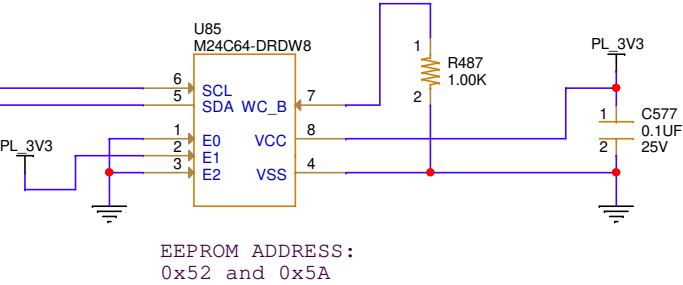 U85
M24C64-DRDW8
6 SCL
5 SDA WC_B 7
1 E0 VCC 8
2 E1
3 E2 VSS 4
PL_3V3
1 R487
1.00K
2
PL_3V3
1 C577
0.1UF
2 25V
EEPROM ADDRESS:
0x52 and 0x5A